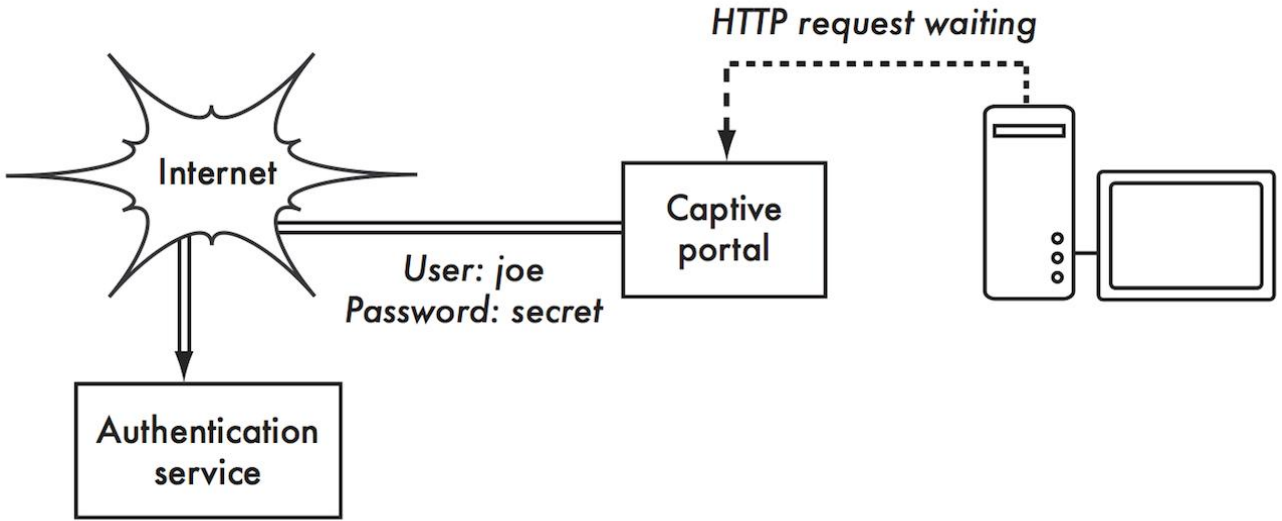 HTTP request waiting
Internet
Captive
portal
User: joe
Password: secret
Authentication
service